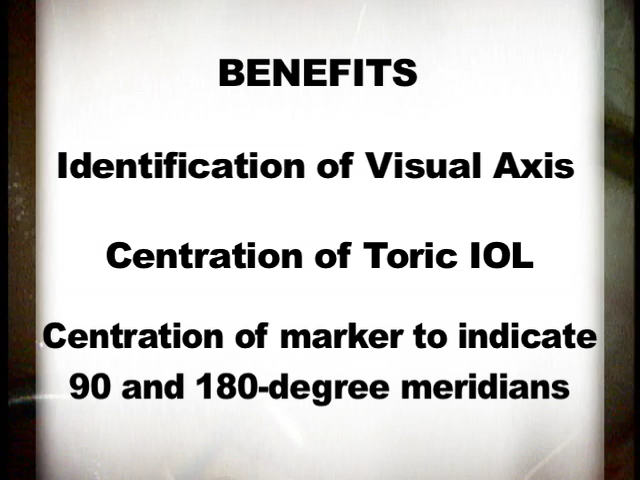 BENEFITS
Identification of Visual Axis
Centration of Toric IOL
Centration of marker to indicate
90 and 180-degree meridians